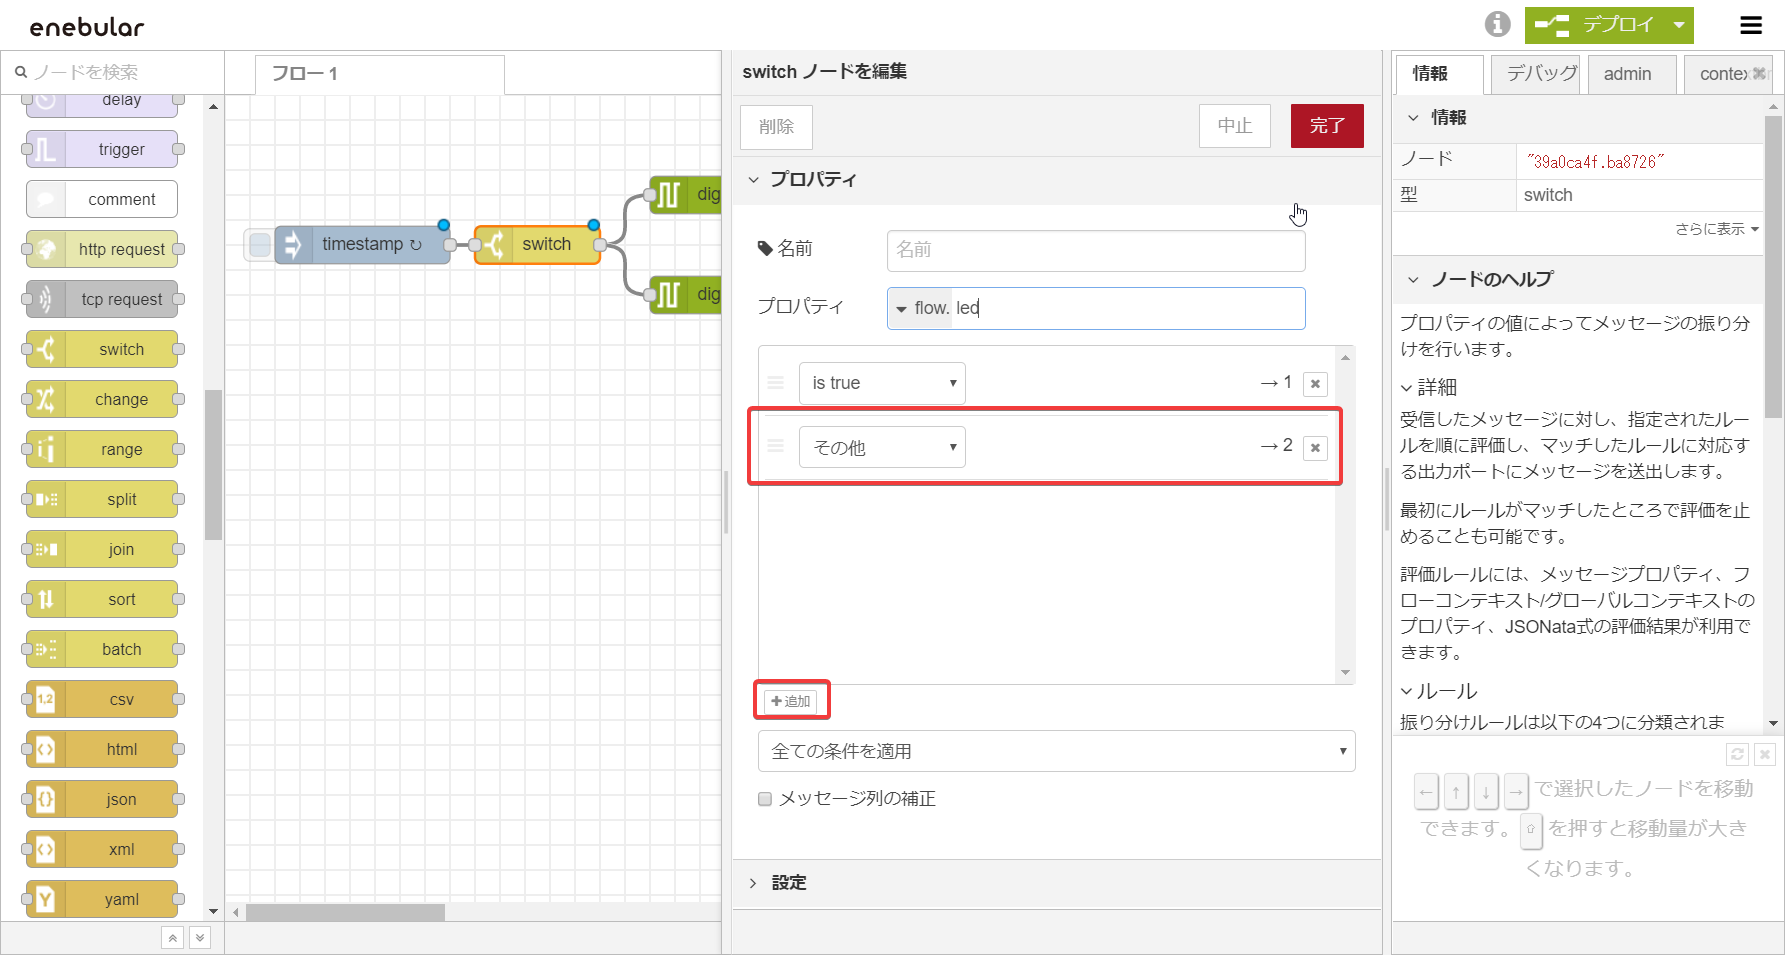 enebular
デプロイ
ノードを検索
delay
trigger
comment
http request
tcp request
switch
change
range
split
join
sort
batch
csv
html
json
xml
yaml
フロー 1
timestamp ↻
switch
dig
dig
switch ノードを編集
削除
中止
完了
プロパティ
名前
名前
プロパティ
flow. led
is true
→ 1
その他
→ 2
追加
全ての条件を適用
メッセージ列の補正
設定
情報
デバッグ
admin
contex
情報
ノード
"39a0ca4f.ba8726"
型
switch
さらに表示
ノードのヘルプ
プロパティの値によってメッセージの振り分
けを行います。
詳細
受信したメッセージに対し、指定されたルー
ルを順に評価し、マッチしたルールに対応す
る出力ポートにメッセージを送出します。
最初にルールがマッチしたところで評価を止
めることも可能です。
評価ルールには、メッセージプロパティ、フ
ローコンテキスト/グローバルコンテキストの
プロパティ、JSONata式の評価結果が利用で
きます。
ルール
振り分けルールは以下の4つに分類されま
← ↑ ↓ → で選択したノードを移動
できます。⇧ を押すと移動量が大き
くなります。